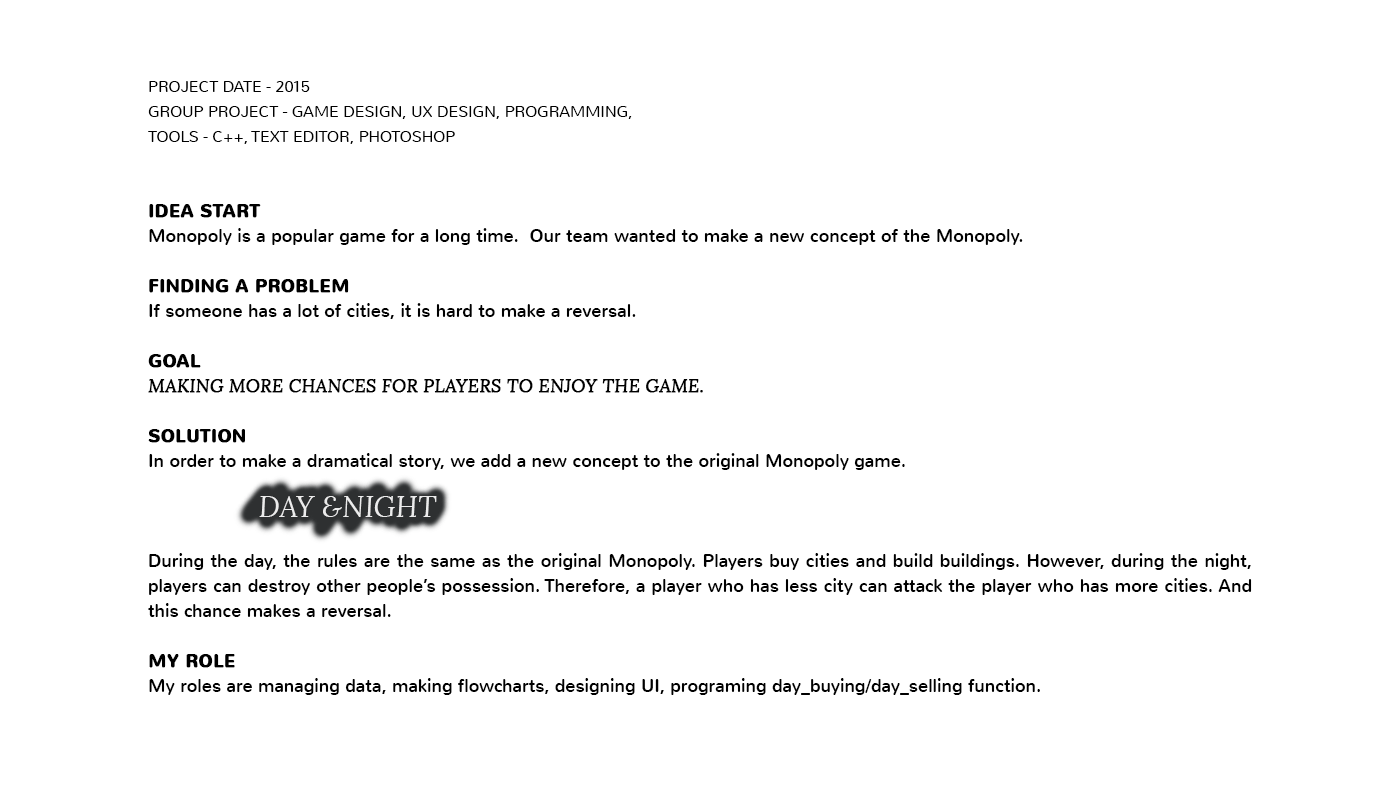 PROJECT DATE - 2015
GROUP PROJECT - GAME DESIGN, UX DESIGN, PROGRAMMING,
TOOLS - C++, TEXT EDITOR, PHOTOSHOP
IDEA START
Monopoly is a popular game for a long time.  Our team wanted to make a new concept of the Monopoly.
FINDING A PROBLEM
If someone has a lot of cities, it is hard to make a reversal.
GOAL
MAKING MORE CHANCES FOR PLAYERS TO ENJOY THE GAME.
SOLUTION
In order to make a dramatical story, we add a new concept to the original Monopoly game.
DAY &NIGHT
During the day, the rules are the same as the original Monopoly. Players buy cities and build buildings. However, during the night,
players can destroy other people’s possession. Therefore, a player who has less city can attack the player who has more cities. And
this chance makes a reversal.
MY ROLE
My roles are managing data, making flowcharts, designing UI, programing day_buying/day_selling function.